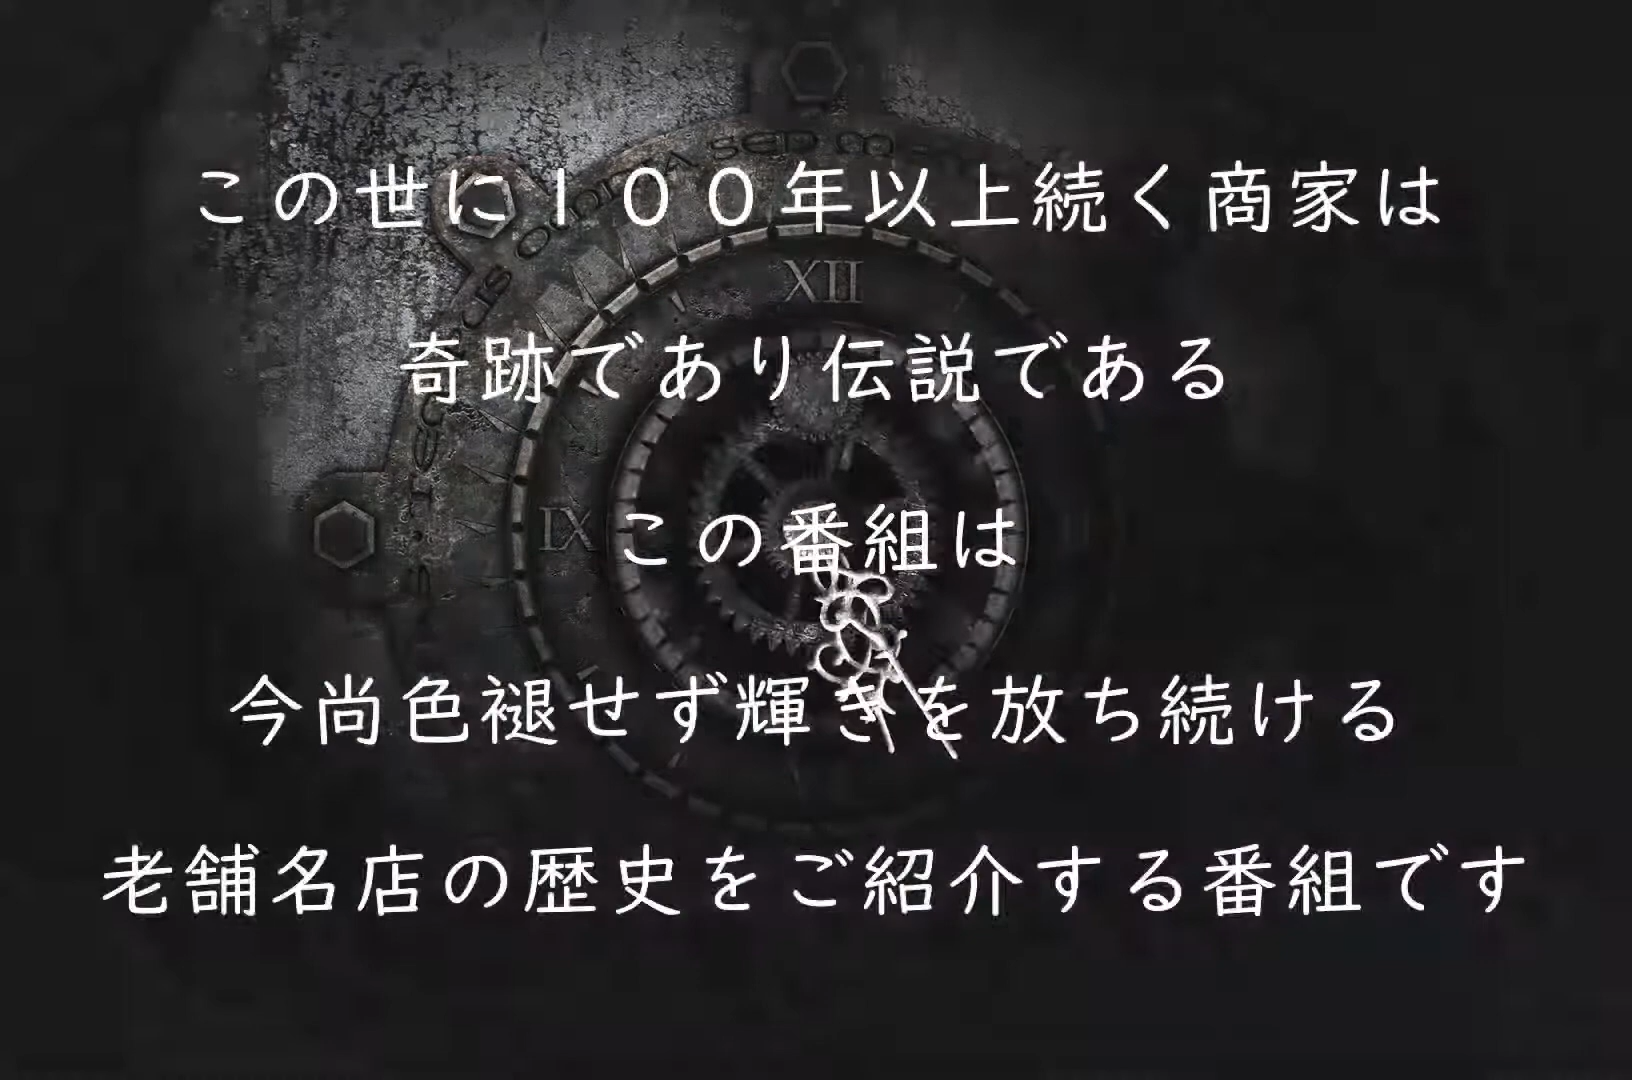 この世に１００年以上続く商家は
奇跡であり伝説である
この番組は
今尚色褪せず輝きを放ち続ける
老舗名店の歴史をご紹介する番組です
XII
IX